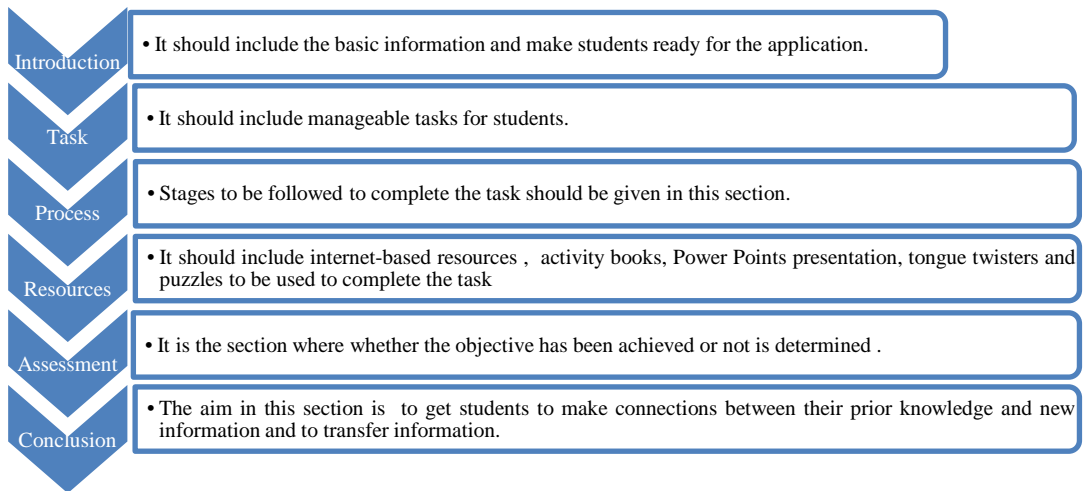 Introduction
• It should include the basic information and make students ready for the application.
Task
• It should include manageable tasks for students.
Process
• Stages to be followed to complete the task should be given in this section.
Resources
• It should include internet-based resources , activity books, Power Points presentation, tongue twisters and
puzzles to be used to complete the task
Assessment
• It is the section where whether the objective has been achieved or not is determined .
Conclusion
• The aim in this section is to get students to make connections between their prior knowledge and new
information and to transfer information.